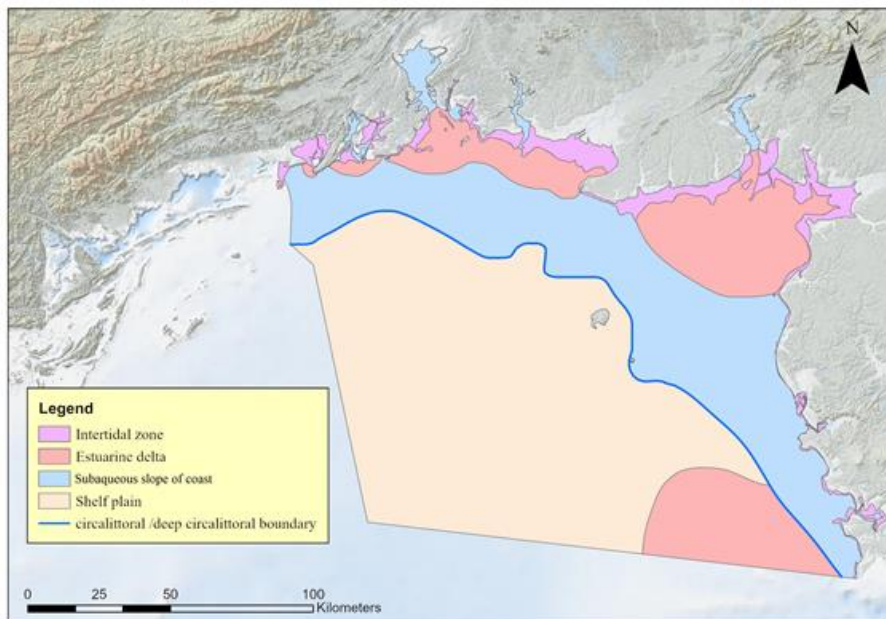 N
Legend
Intertidal zone
Estuarine delta
Subaqueous slope of coast
Shelf plain
circalittoral /deep circalittoral boundary
0 25 50 100
Kilometers